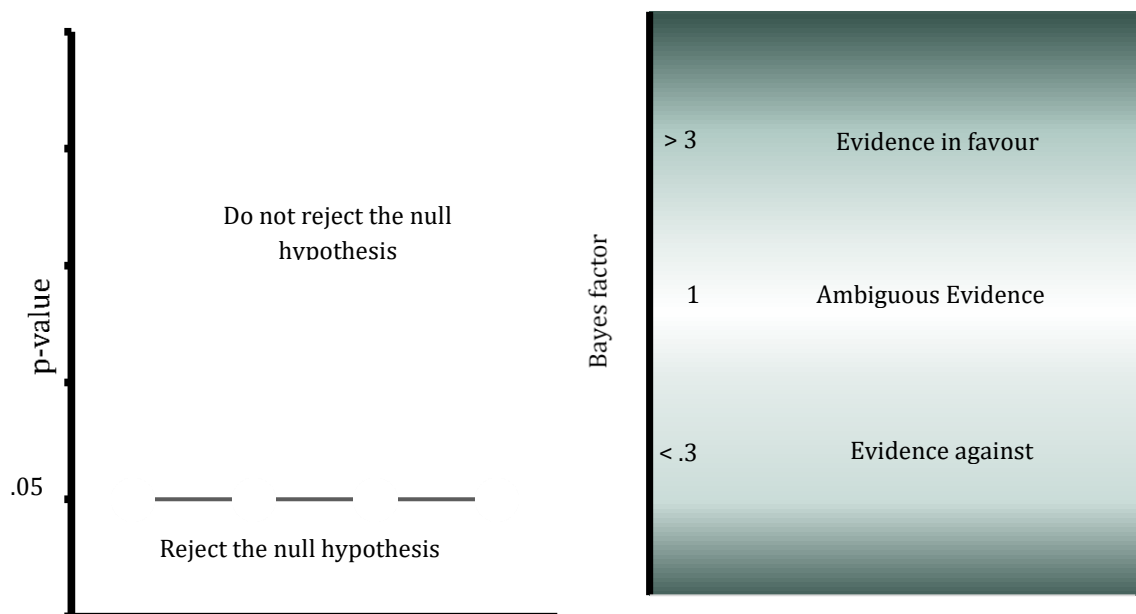 p-value
.05
Do not reject the null
hypothesis
Reject the null hypothesis
Bayes factor
> 3
Evidence in favour
1
Ambiguous Evidence
< .3
Evidence against